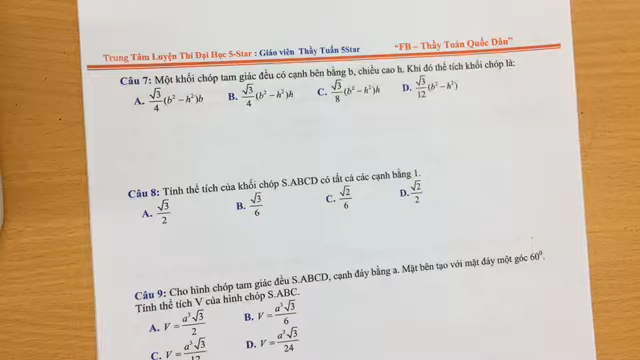 Trung Tâm Luyện Thi Đại Học 5-Star : Giáo viên Thầy Tuấn 5Star "FB – Thầy Toán Quốc Dân"
Câu 7: Một khối chóp tam giác đều có cạnh bên bằng b, chiều cao h. Khi đó thể tích khối chóp là:
A. √3/4 (b² − h²)b B. √3/4 (b² − h²)h C. √3/8 (b² − h²)h D. √3/12 (b² − h²)
Câu 8: Tính thể tích của khối chóp S.ABCD có tất cả các cạnh bằng 1.
A. √3/2 B. √3/6 C. √2/6 D. √2/2
Câu 9: Cho hình chóp tam giác đều S.ABCD, cạnh đáy bằng a. Mặt bên tạo với mặt đáy một góc 60⁰.
Tính thể tích V của hình chóp S.ABC.
A. V = a³√3/2 B. V = a³√3/6
C. V = a³√3/12 D. V = a³√3/24